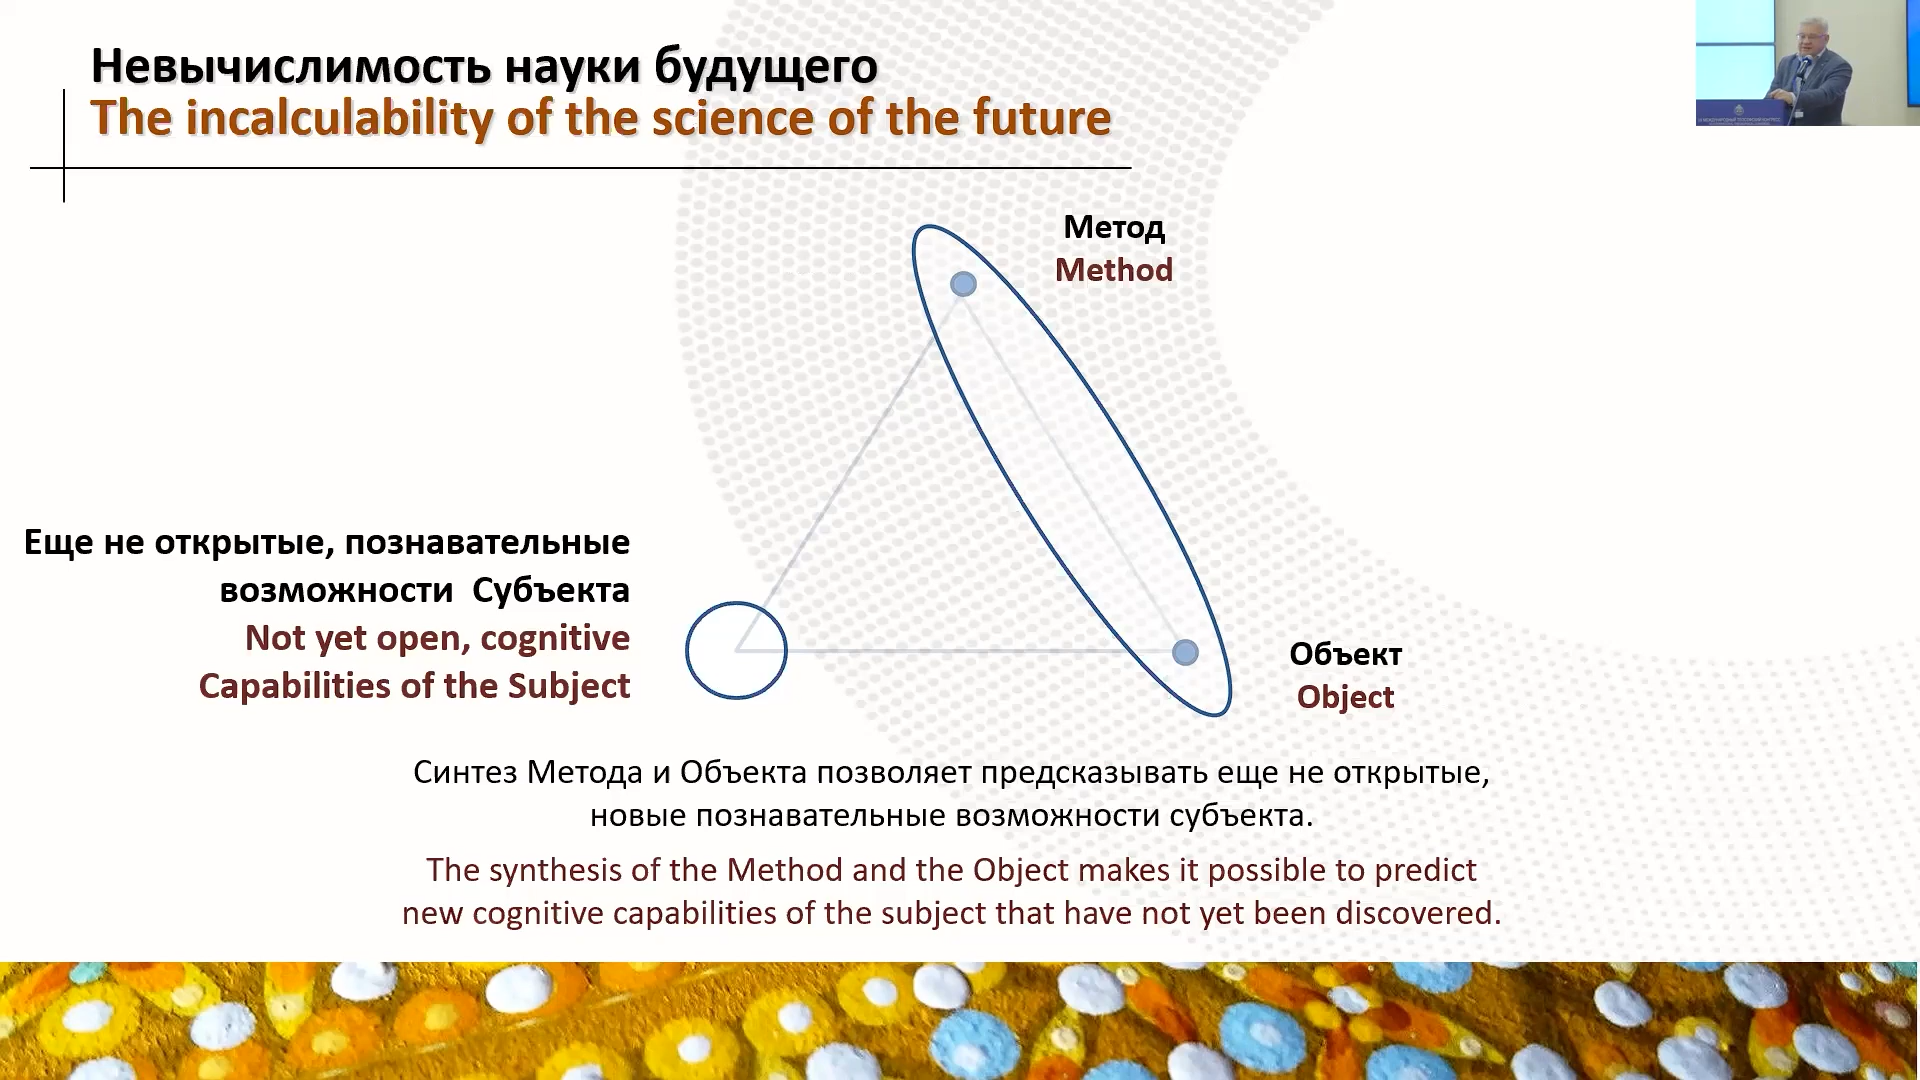 Невычислимость науки будущего
The incalculability of the science of the future
Метод
Method
Еще не открытые, познавательные
возможности Субъекта
Not yet open, cognitive
Capabilities of the Subject
Объект
Object
Синтез Метода и Объекта позволяет предсказывать еще не открытые,
новые познавательные возможности субъекта.
The synthesis of the Method and the Object makes it possible to predict
new cognitive capabilities of the subject that have not yet been discovered.